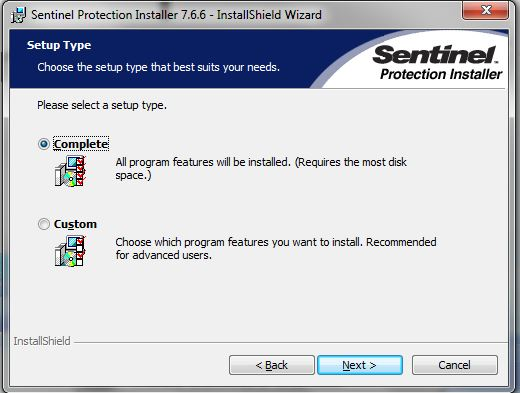 Sentinel Protection Installer 7.6.6 - InstallShield Wizard
Setup Type
Choose the setup type that best suits your needs.
Sentinel™
Protection Installer
Please select a setup type.
Complete
All program features will be installed. (Requires the most disk
space.)
Custom
Choose which program features you want to install. Recommended
for advanced users.
InstallShield
< Back
Next >
Cancel